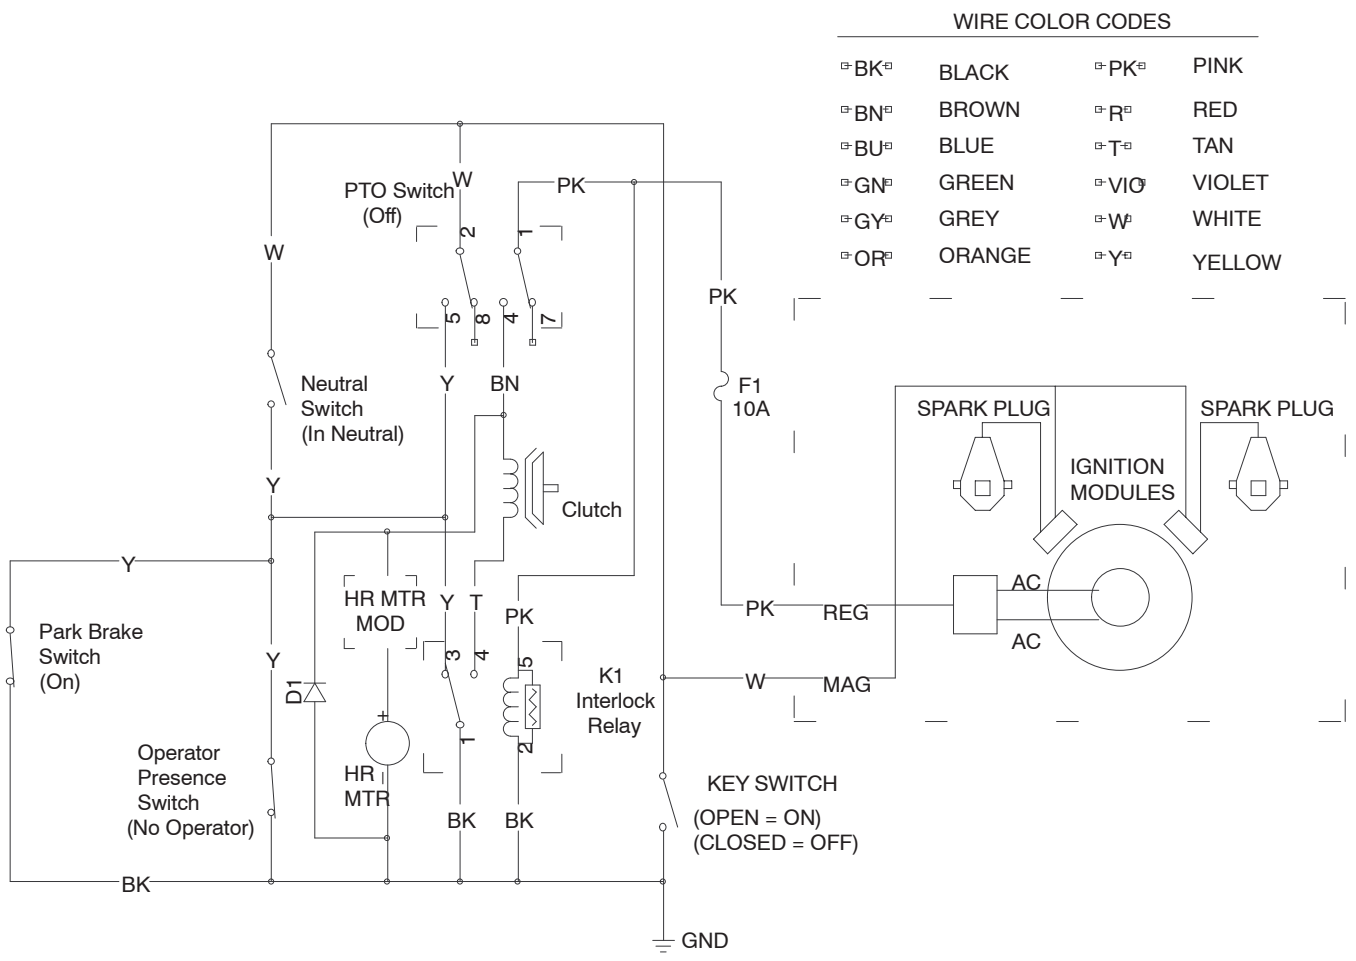 WIRE COLOR CODES
BK BLACK PK PINK
BN BROWN R RED
BU BLUE T TAN
GN GREEN VIO VIOLET
GY GREY W WHITE
OR ORANGE Y YELLOW
PTO Switch
(Off)
W
PK
2
1
W
5
8
4
7
PK
F1
10A
Neutral
Switch
(In Neutral)
Y
BN
SPARK PLUG
SPARK PLUG
IGNITION
MODULES
Y
Clutch
Y
HR MTR
MOD
Y
T
PK
PK
REG
AC
AC
Park Brake
Switch
(On)
Y
D1
3
4
5
K1
Interlock
Relay
W
MAG
+
1
2
Operator
Presence
Switch
(No Operator)
HR
MTR
–
BK
BK
KEY SWITCH
(OPEN = ON)
(CLOSED = OFF)
BK
GND